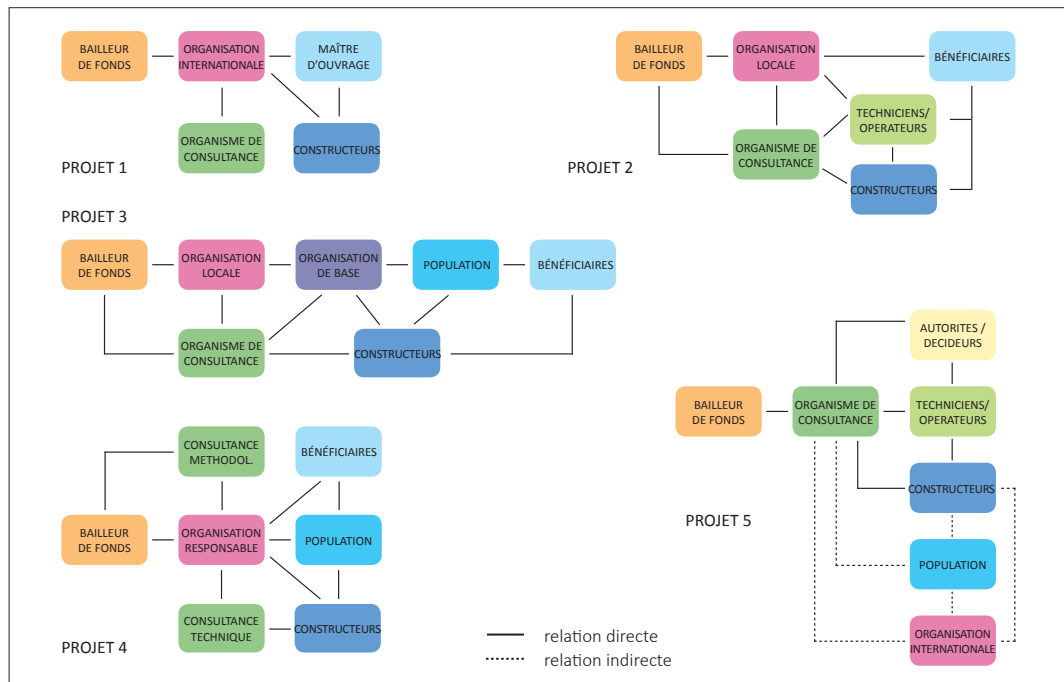 BAILLEUR
DE FONDS
ORGANISATION
INTERNATIONALE
MAÎTRE
D'OUVRAGE
ORGANISME DE
CONSULTANCE
CONSTRUCTEURS
PROJET 1
BAILLEUR
DE FONDS
ORGANISATION
LOCALE
BÉNÉFICIAIRES
TECHNICIENS/
OPERATEURS
ORGANISME DE
CONSULTANCE
CONSTRUCTEURS
PROJET 2
PROJET 3
BAILLEUR
DE FONDS
ORGANISATION
LOCALE
ORGANISATION
DE BASE
POPULATION
BÉNÉFICIAIRES
ORGANISME DE
CONSULTANCE
CONSTRUCTEURS
CONSULTANCE
METHODOL.
BÉNÉFICIAIRES
BAILLEUR
DE FONDS
ORGANISATION
RESPONSABLE
POPULATION
CONSULTANCE
TECHNIQUE
CONSTRUCTEURS
PROJET 4
AUTORITES /
DECIDEURS
BAILLEUR
DE FONDS
ORGANISME DE
CONSULTANCE
TECHNICIENS/
OPERATEURS
CONSTRUCTEURS
PROJET 5
POPULATION
ORGANISATION
INTERNATIONALE
relation directe
relation indirecte